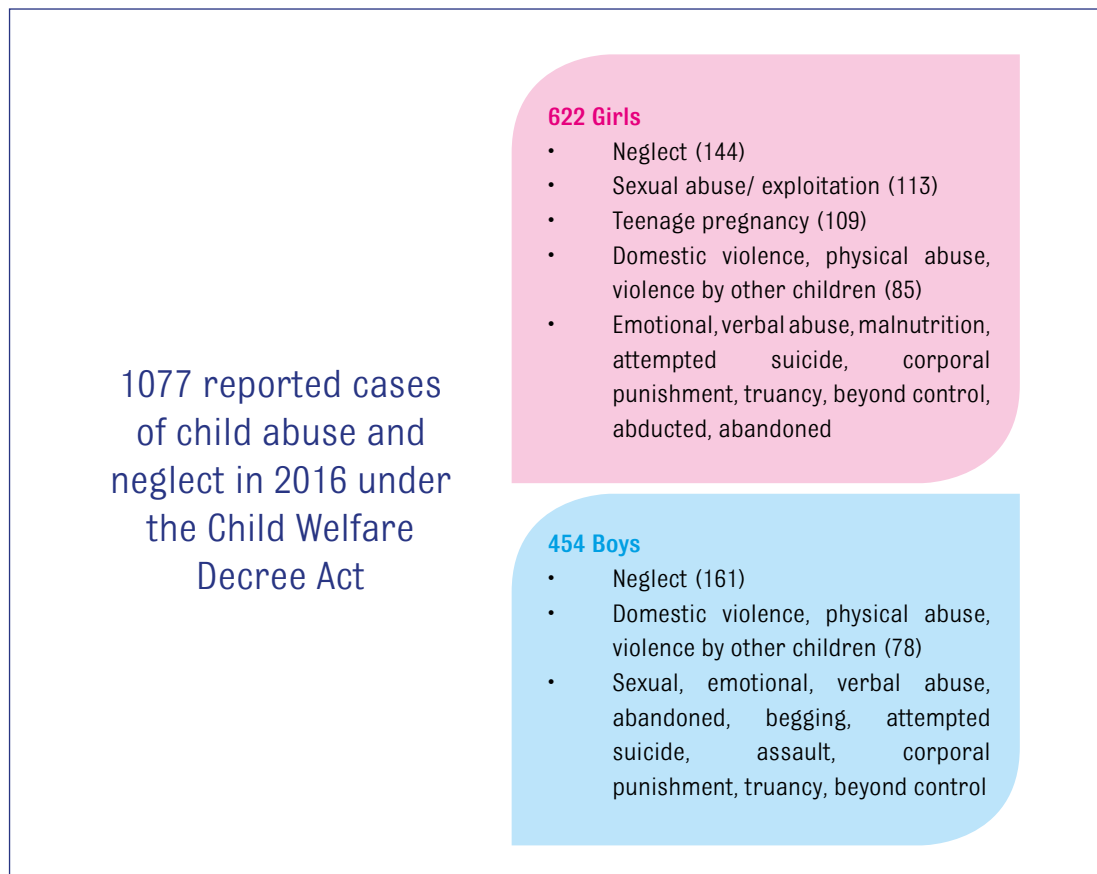 1077 reported cases
of child abuse and
neglect in 2016 under
the Child Welfare
Decree Act
622 Girls
• Neglect (144)
• Sexual abuse/ exploitation (113)
• Teenage pregnancy (109)
• Domestic violence, physical abuse,
violence by other children (85)
• Emotional, verbal abuse, malnutrition,
attempted suicide, corporal
punishment, truancy, beyond control,
abducted, abandoned
454 Boys
• Neglect (161)
• Domestic violence, physical abuse,
violence by other children (78)
• Sexual, emotional, verbal abuse,
abandoned, begging, attempted
suicide, assault, corporal
punishment, truancy, beyond control